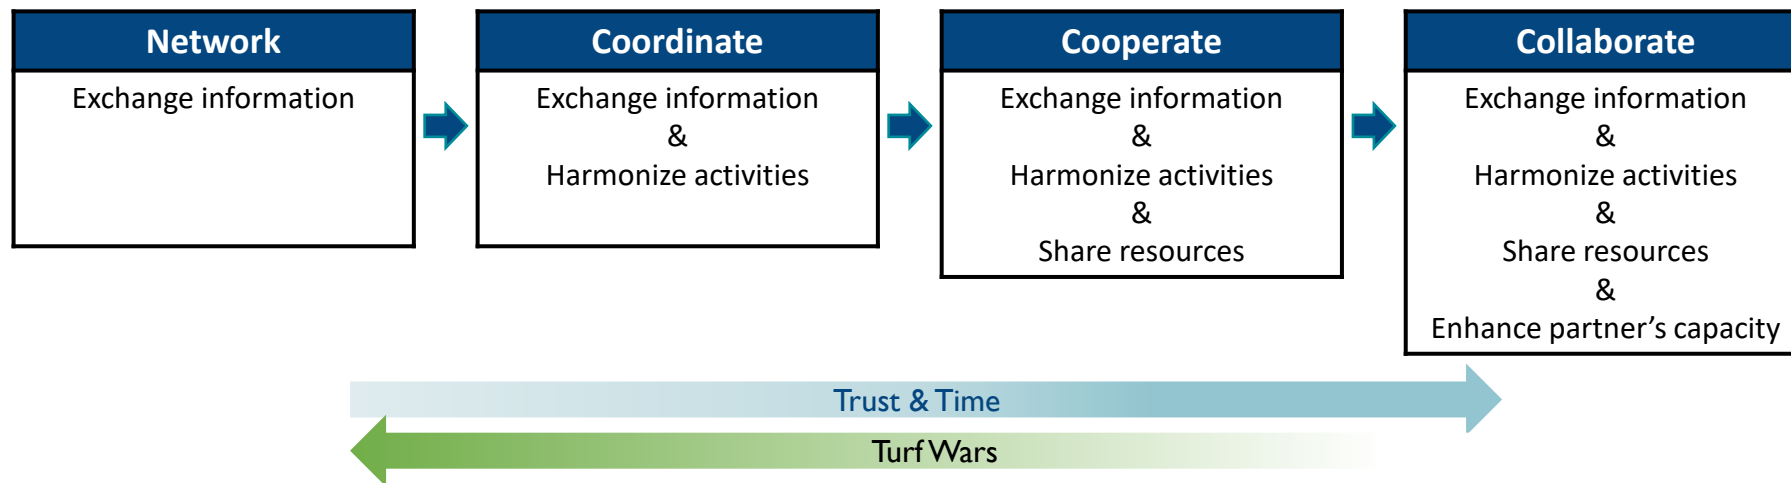 Network
Exchange information
Coordinate
Exchange information
&
Harmonize activities
Cooperate
Exchange information
&
Harmonize activities
&
Share resources
Collaborate
Exchange information
&
Harmonize activities
&
Share resources
&
Enhance partner’s capacity
Trust & Time
Turf Wars